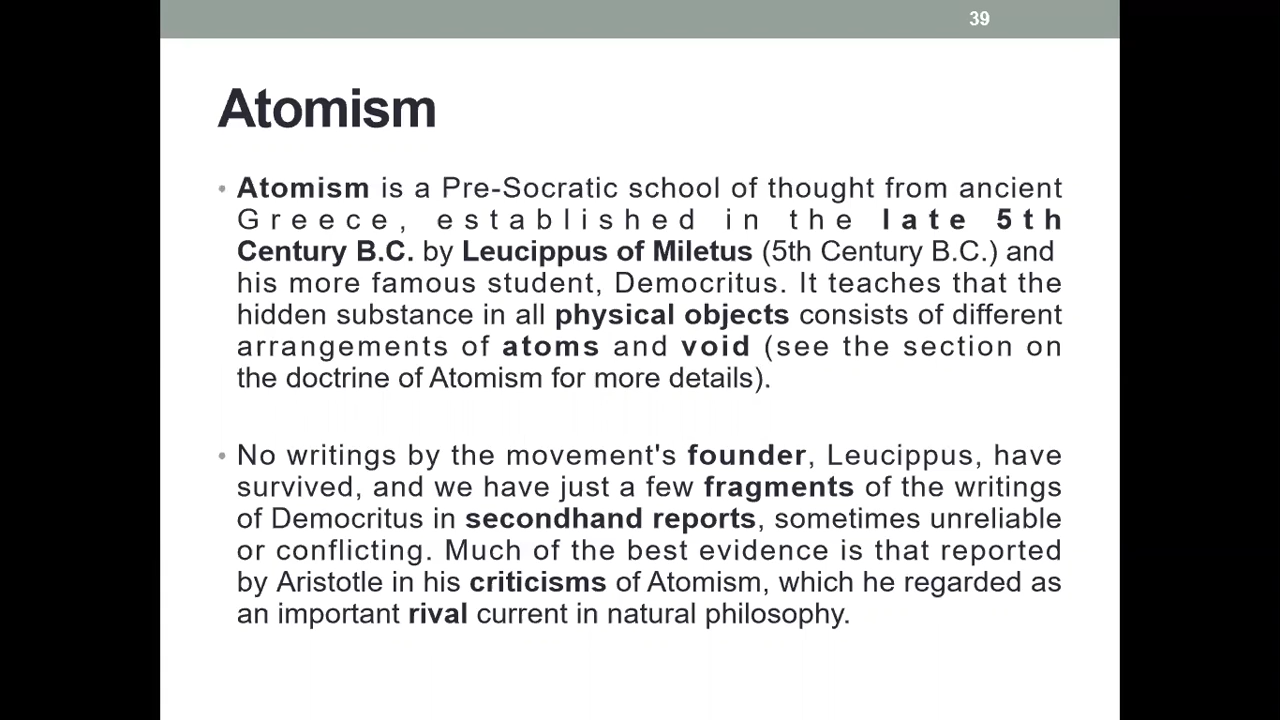 39
Atomism
• Atomism is a Pre-Socratic school of thought from ancient
Greece, established in the late 5th
Century B.C. by Leucippus of Miletus (5th Century B.C.) and
his more famous student, Democritus. It teaches that the
hidden substance in all physical objects consists of different
arrangements of atoms and void (see the section on
the doctrine of Atomism for more details).
• No writings by the movement's founder, Leucippus, have
survived, and we have just a few fragments of the writings
of Democritus in secondhand reports, sometimes unreliable
or conflicting. Much of the best evidence is that reported
by Aristotle in his criticisms of Atomism, which he regarded as
an important rival current in natural philosophy.